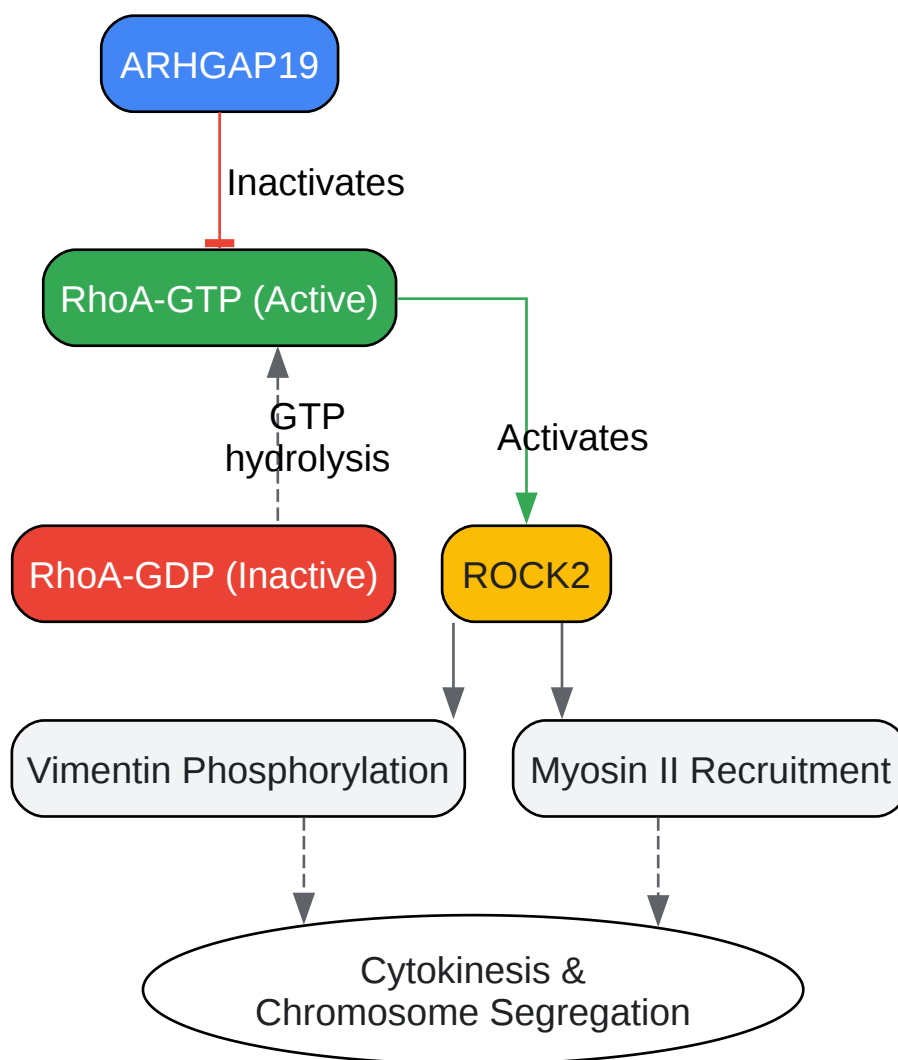 ARHGAP19
Inactivates
RhoA-GTP (Active)
GTP
hydrolysis
Activates
RhoA-GDP (Inactive)
ROCK2
Vimentin Phosphorylation
Myosin II Recruitment
Cytokinesis &
Chromosome Segregation